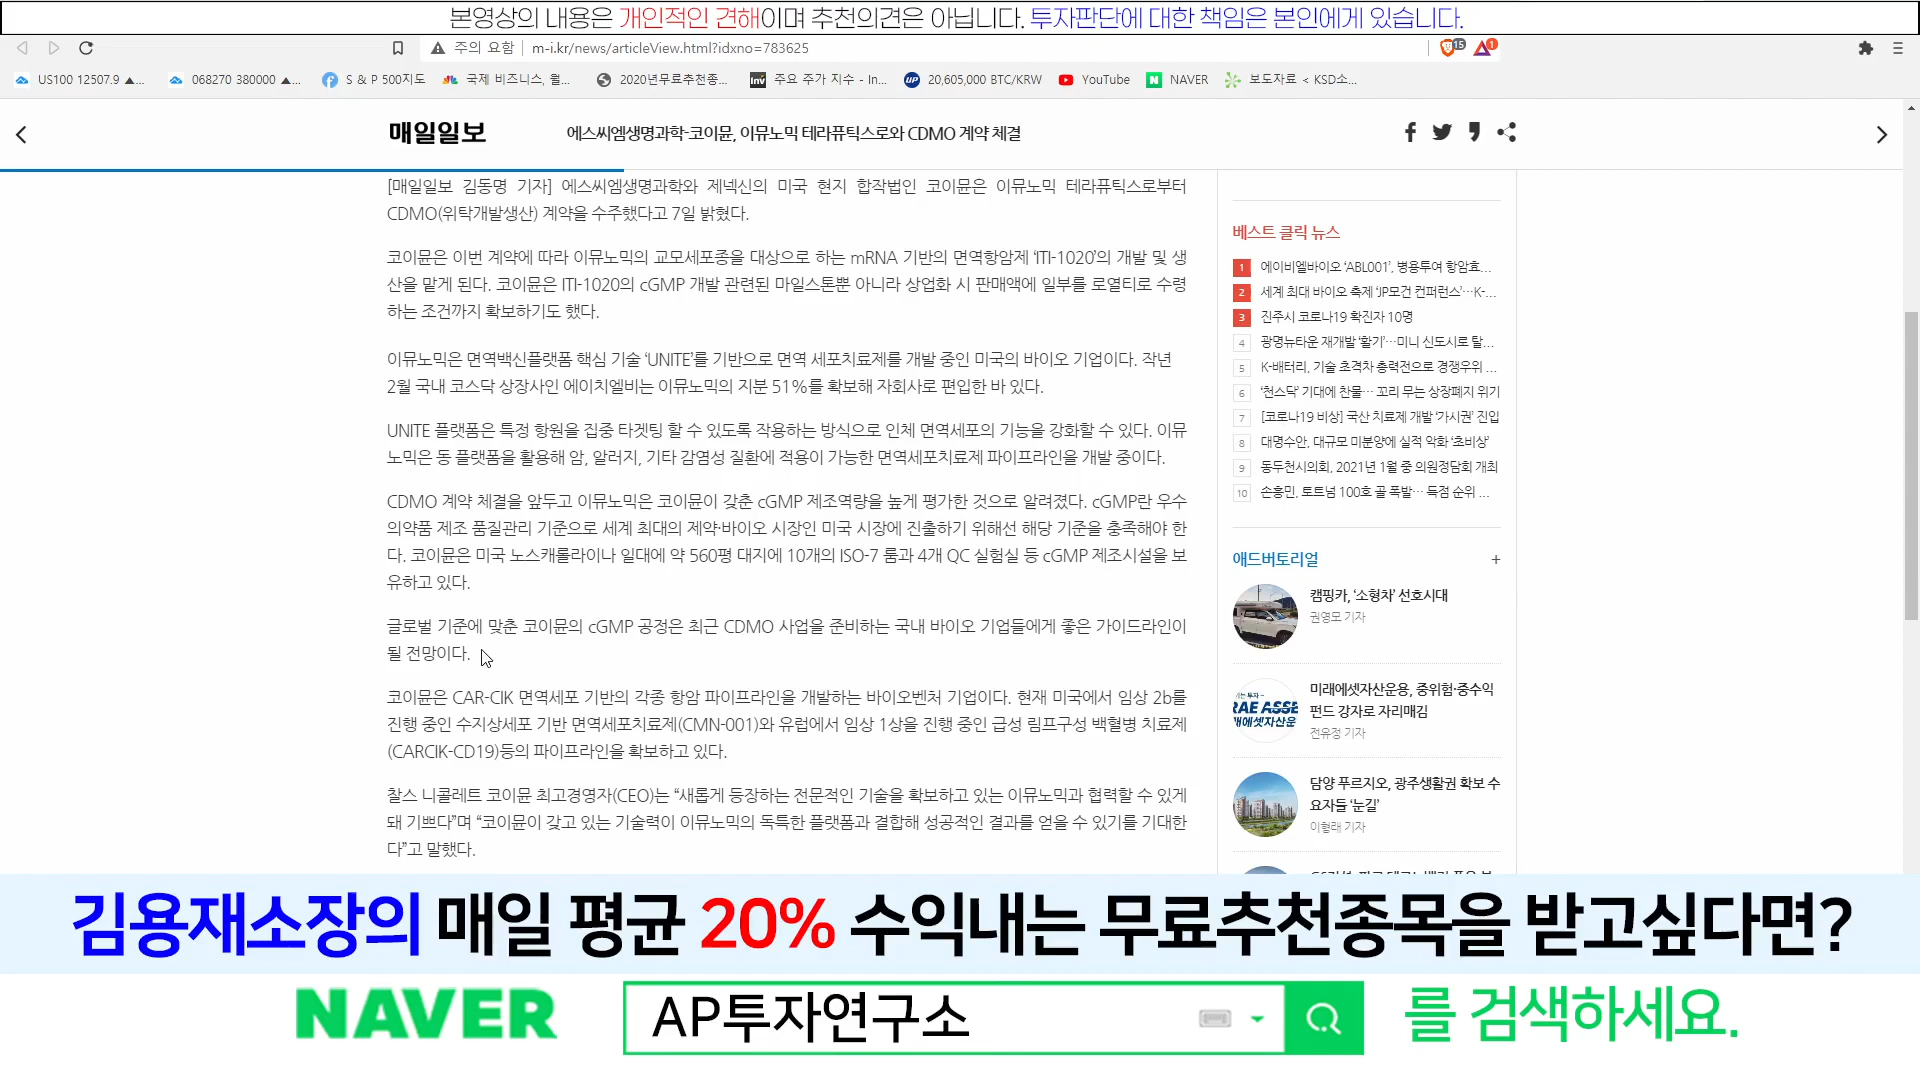 본영상의 내용은 개인적인 견해이며 추천의견은 아닙니다. 투자판단에 대한 책임은 본인에게 있습니다.
주의 요함 m-i.kr/news/articleView.html?idxno=783625 15 1
US100 12507.9 ▲... 068270 380000 ▲... S & P 500지도 국제 비즈니스, 월... 2020년무료추천종... Inv 주요 주가 지수 - In... UP 20,605,000 BTC/KRW YouTube N NAVER 보도자료 < KSD소...
매일일보 에스씨엠생명과학-코이뮨, 이뮤노믹 테라퓨틱스로와 CDMO 계약 체결
[매일일보 김동명 기자] 에스씨엠생명과학와 제넥신의 미국 현지 합작법인 코이뮨은 이뮤노믹 테라퓨틱스로부터
CDMO(위탁개발생산) 계약을 수주했다고 7일 밝혔다.
코이뮨은 이번 계약에 따라 이뮤노믹의 교모세포종을 대상으로 하는 mRNA 기반의 면역항암제 ‘ITI-1020’의 개발 및 생
산을 맡게 된다. 코이뮨은 ITI-1020의 cGMP 개발 관련된 마일스톤뿐 아니라 상업화 시 판매액에 일부를 로열티로 수령
하는 조건까지 확보하기도 했다.
이뮤노믹은 면역백신플랫폼 핵심 기술 ‘UNITE’를 기반으로 면역 세포치료제를 개발 중인 미국의 바이오 기업이다. 작년
2월 국내 코스닥 상장사인 에이치엘비는 이뮤노믹의 지분 51%를 확보해 자회사로 편입한 바 있다.
UNITE 플랫폼은 특정 항원을 집중 타겟팅 할 수 있도록 작용하는 방식으로 인체 면역세포의 기능을 강화할 수 있다. 이뮤
노믹은 동 플랫폼을 활용해 암, 알러지, 기타 감염성 질환에 적용이 가능한 면역세포치료제 파이프라인을 개발 중이다.
CDMO 계약 체결을 앞두고 이뮤노믹은 코이뮨이 갖춘 cGMP 제조역량을 높게 평가한 것으로 알려졌다. cGMP란 우수
의약품 제조 품질관리 기준으로 세계 최대의 제약·바이오 시장인 미국 시장에 진출하기 위해선 해당 기준을 충족해야 한
다. 코이뮨은 미국 노스캐롤라이나 일대에 약 560평 대지에 10개의 ISO-7 룸과 4개 QC 실험실 등 cGMP 제조시설을 보
유하고 있다.
글로벌 기준에 맞춘 코이뮨의 cGMP 공정은 최근 CDMO 사업을 준비하는 국내 바이오 기업들에게 좋은 가이드라인이
될 전망이다.
코이뮨은 CAR-CIK 면역세포 기반의 각종 항암 파이프라인을 개발하는 바이오벤처 기업이다. 현재 미국에서 임상 2b를
진행 중인 수지상세포 기반 면역세포치료제(CMN-001)와 유럽에서 임상 1상을 진행 중인 급성 림프구성 백혈병 치료제
(CARCIK-CD19)등의 파이프라인을 확보하고 있다.
찰스 니콜레트 코이뮨 최고경영자(CEO)는 “새롭게 등장하는 전문적인 기술을 확보하고 있는 이뮤노믹과 협력할 수 있게
돼 기쁘다”며 “코이뮨이 갖고 있는 기술력이 이뮤노믹의 독특한 플랫폼과 결합해 성공적인 결과를 얻을 수 있기를 기대한
다”고 말했다.
베스트 클릭 뉴스
1 에이비엘바이오 ‘ABL001’, 병용투여 항암효...
2 세계 최대 바이오 축제 ‘JP모건 컨퍼런스’…K-...
3 진주시 코로나19 확진자 10명
4 광명뉴타운 재개발 ‘활기’…미니 신도시로 탈...
5 K-배터리, 기술 초격차 총력전으로 경쟁우위 ...
6 ‘천스닥’ 기대에 찬물… 꼬리 무는 상장폐지 위기
7 [코로나19 비상] 국산 치료제 개발 ‘가시권’ 진입
8 대명수안, 대규모 미분양에 실적 악화 ‘초비상’
9 동두천시의회, 2021년 1월 중 의원정담회 개최
10 손흥민, 토트넘 100호 골 폭발… 득점 순위 ...
애드버토리얼 +
캠핑카, ‘소형차’ 선호시대
권영모 기자
미래에셋자산운용, 중위험·중수익
펀드 강자로 자리매김
전유정 기자
담양 푸르지오, 광주생활권 확보 수
요자들 ‘눈길’
이형래 기자
김용재소장의 매일 평균 20% 수익내는 무료추천종목을 받고싶다면?
NAVER AP투자연구소 를 검색하세요.